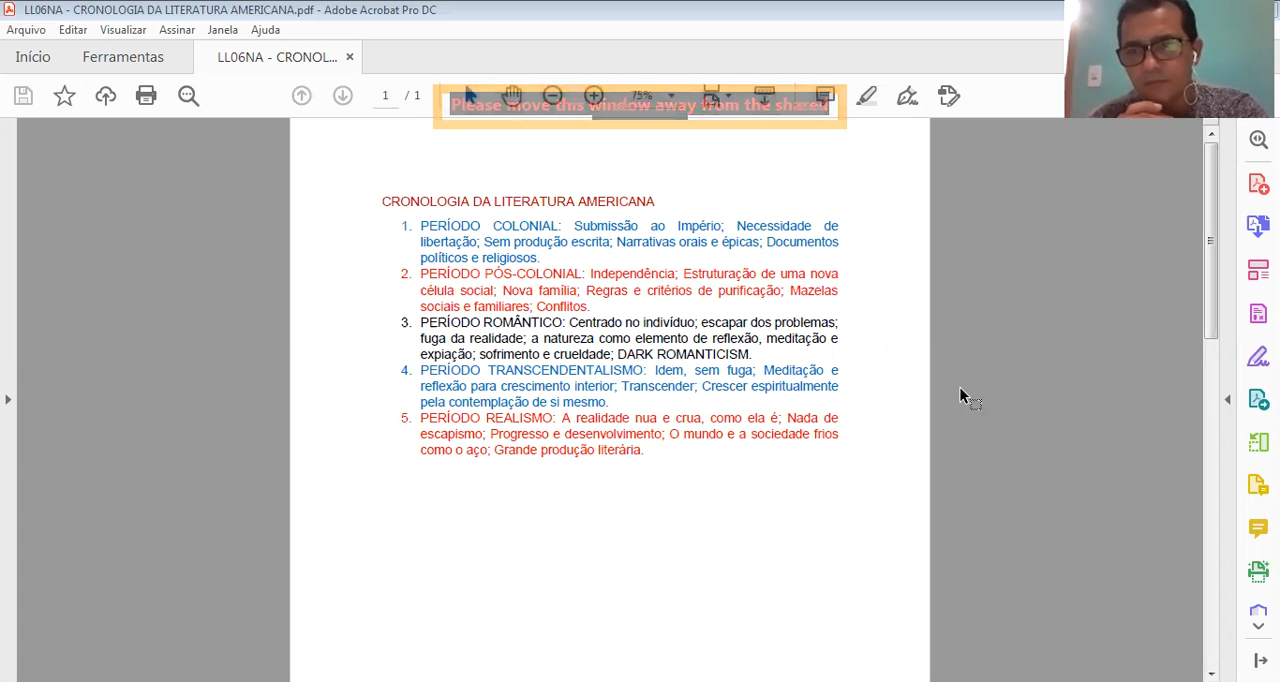 LL06NA - CRONOLOGIA DA LITERATURA AMERICANA.pdf - Adobe Acrobat Pro DC
Arquivo Editar Visualizar Assinar Janela Ajuda
Início Ferramentas LL06NA - CRONOL... ×
1 / 1 75%
Please move this window away from the shared
CRONOLOGIA DA LITERATURA AMERICANA
1. PERÍODO COLONIAL: Submissão ao Império; Necessidade de
libertação; Sem produção escrita; Narrativas orais e épicas; Documentos
políticos e religiosos.
2. PERÍODO PÓS-COLONIAL: Independência; Estruturação de uma nova
célula social; Nova família; Regras e critérios de purificação; Mazelas
sociais e familiares; Conflitos.
3. PERÍODO ROMÂNTICO: Centrado no indivíduo; escapar dos problemas;
fuga da realidade; a natureza como elemento de reflexão, meditação e
expiação; sofrimento e crueldade; DARK ROMANTICISM.
4. PERÍODO TRANSCENDENTALISMO: Idem, sem fuga; Meditação e
reflexão para crescimento interior; Transcender; Crescer espiritualmente
pela contemplação de si mesmo.
5. PERÍODO REALISMO: A realidade nua e crua, como ela é; Nada de
escapismo; Progresso e desenvolvimento; O mundo e a sociedade frios
como o aço; Grande produção literária.